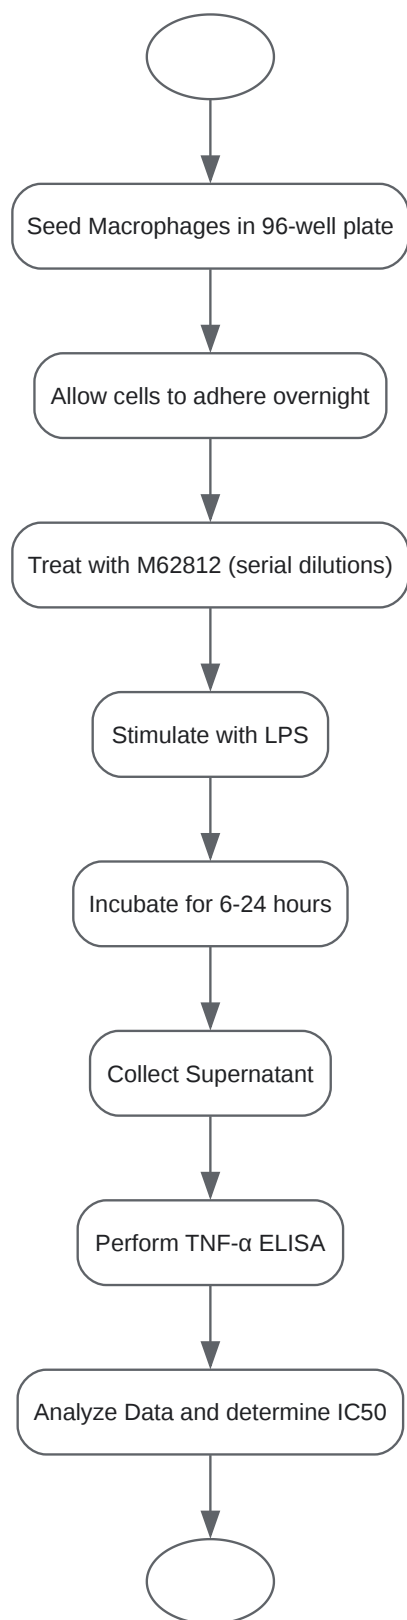 Seed Macrophages in 96-well plate
Allow cells to adhere overnight
Treat with M62812 (serial dilutions)
Stimulate with LPS
Incubate for 6-24 hours
Collect Supernatant
Perform TNF-α ELISA
Analyze Data and determine IC50